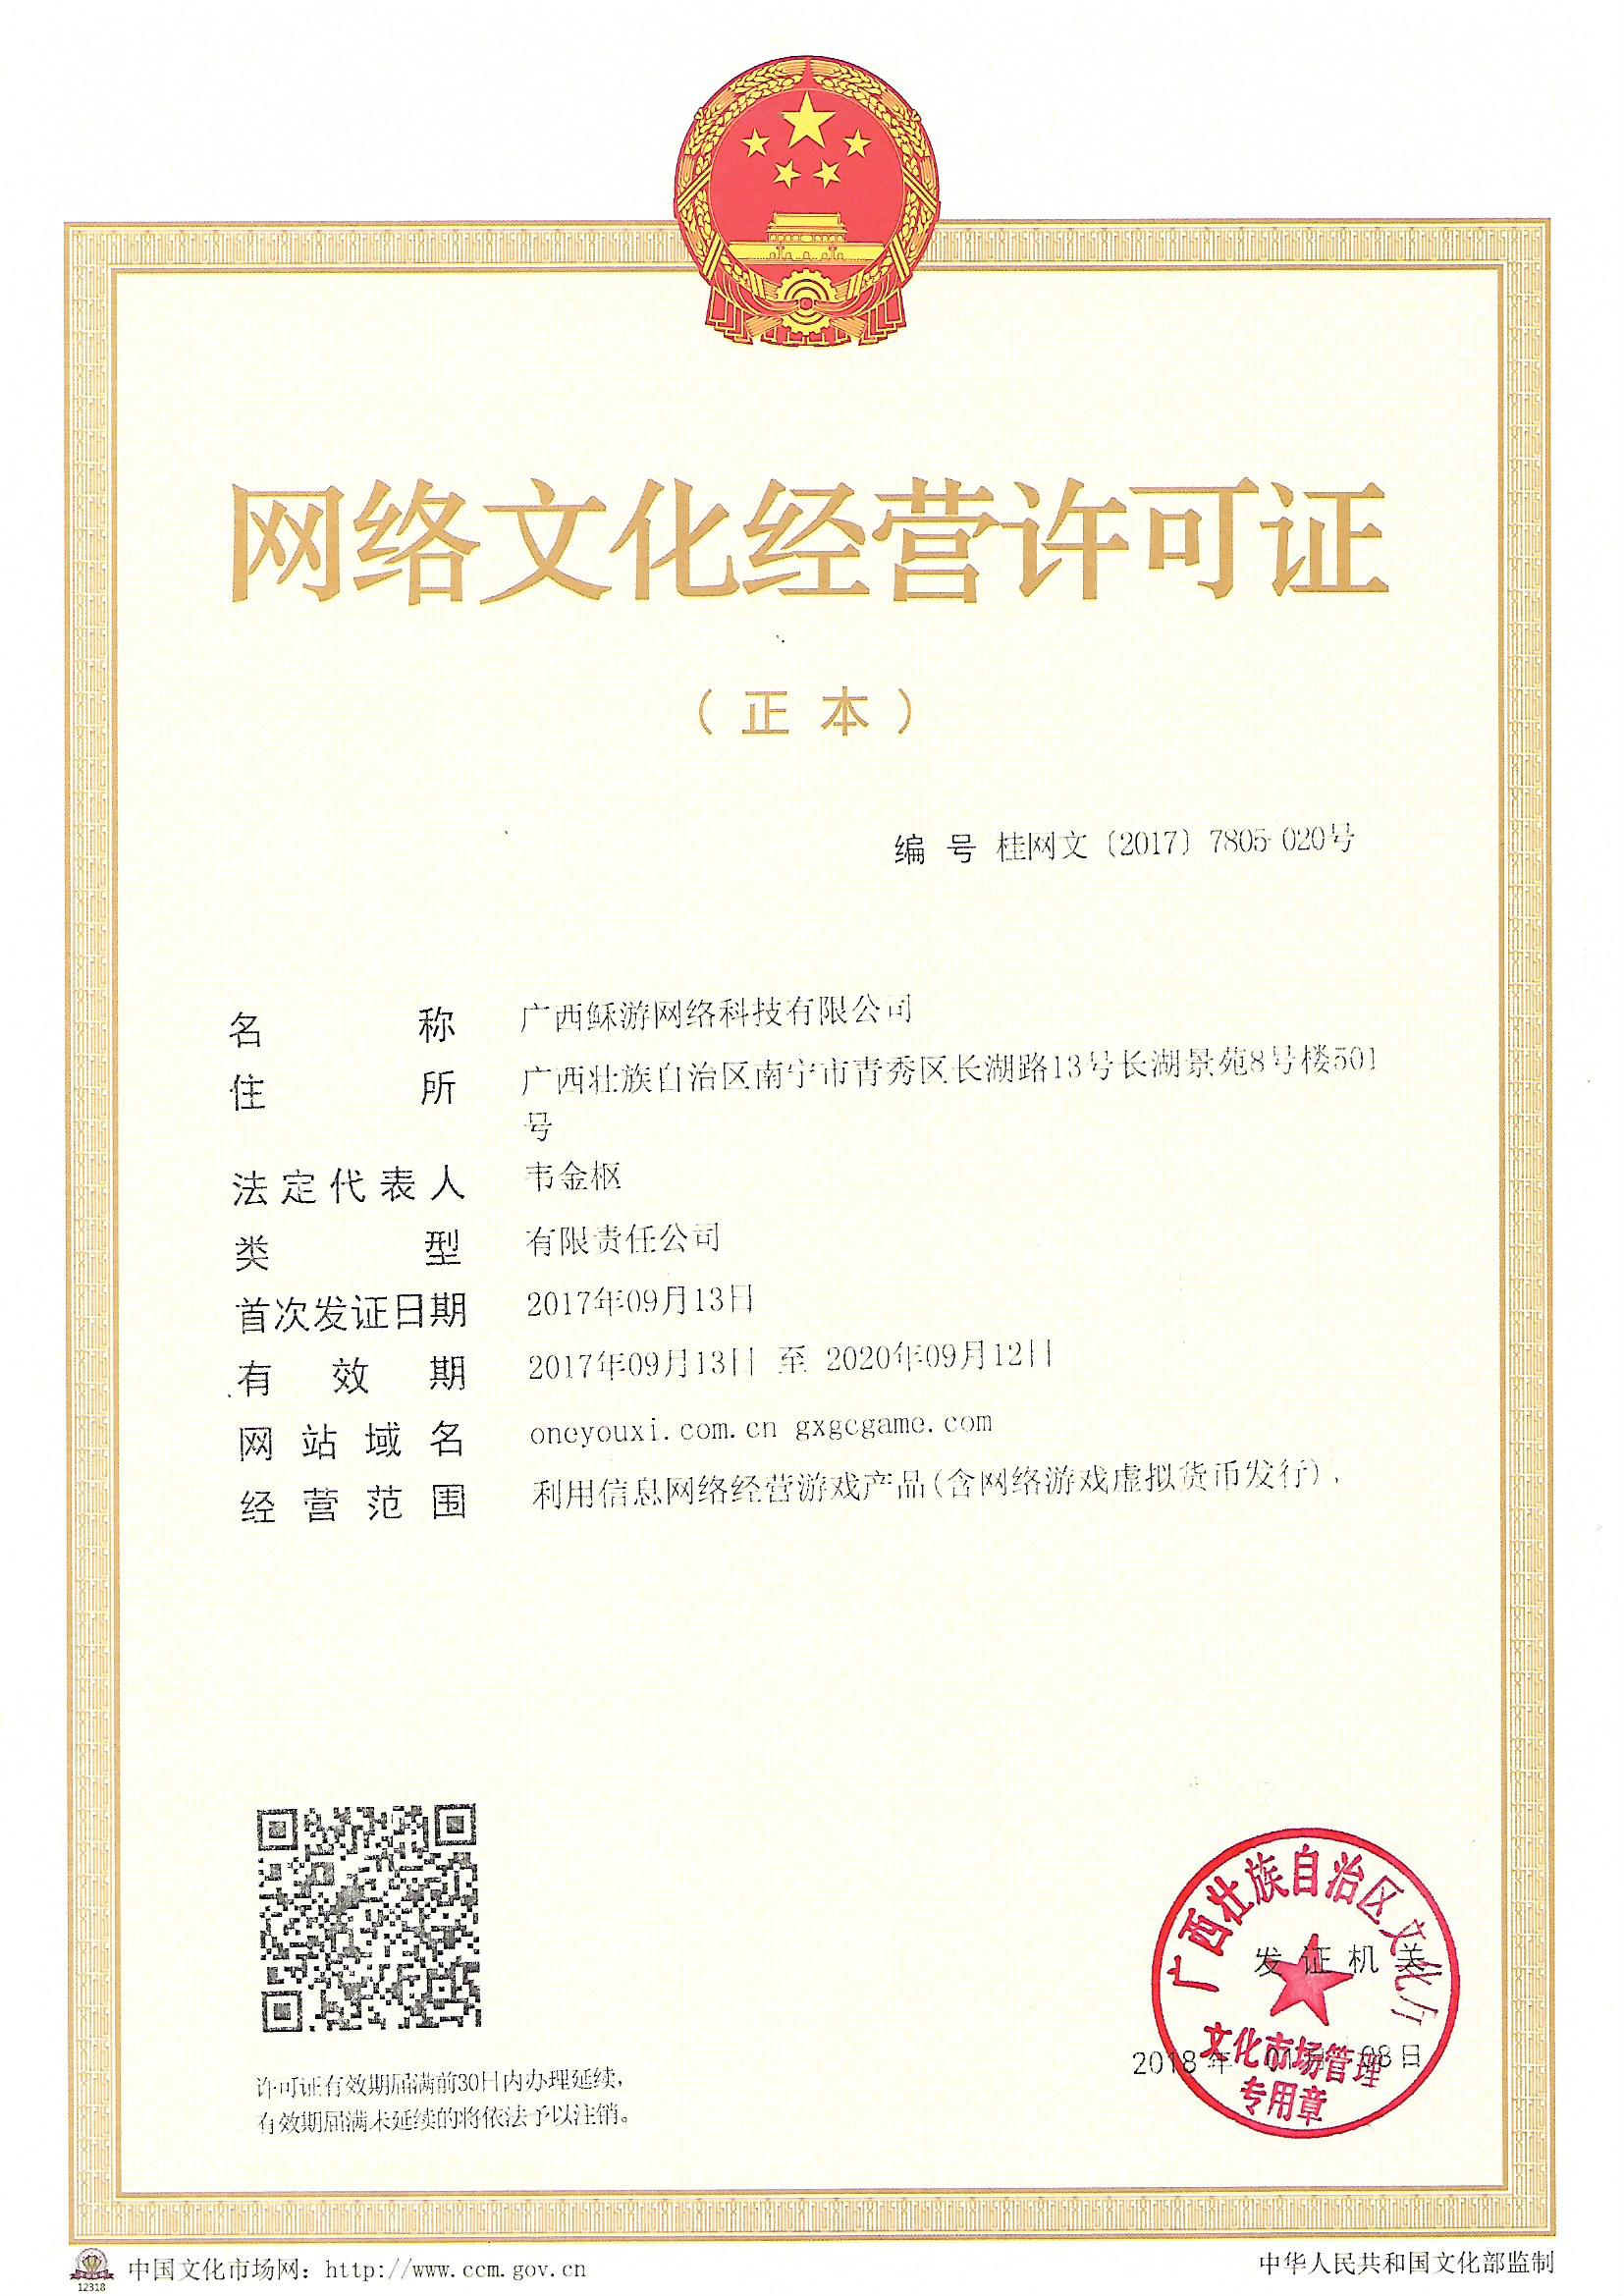 网络文化经营许可证
（正本）
编号 桂网文〔2017〕7805-020号
名称 广西稣游网络科技有限公司
住所 广西壮族自治区南宁市青秀区长湖路13号长湖景苑8号楼501
号
法定代表人 韦金枢
类型 有限责任公司
首次发证日期 2017年09月13日
有效期 2017年09月13日 至 2020年09月12日
网站域名 oneyouxi.com.cn gxgcgame.com
经营范围 利用信息网络经营游戏产品(含网络游戏虚拟货币发行).
广西壮族自治区文化厅
发证机关
2018年 01月 08日
文化市场管理
专用章
许可证有效期届满前30日内办理延续，
有效期届满未延续的将依法予以注销。
12318
中国文化市场网：http://www.ccm.gov.cn
中华人民共和国文化部监制